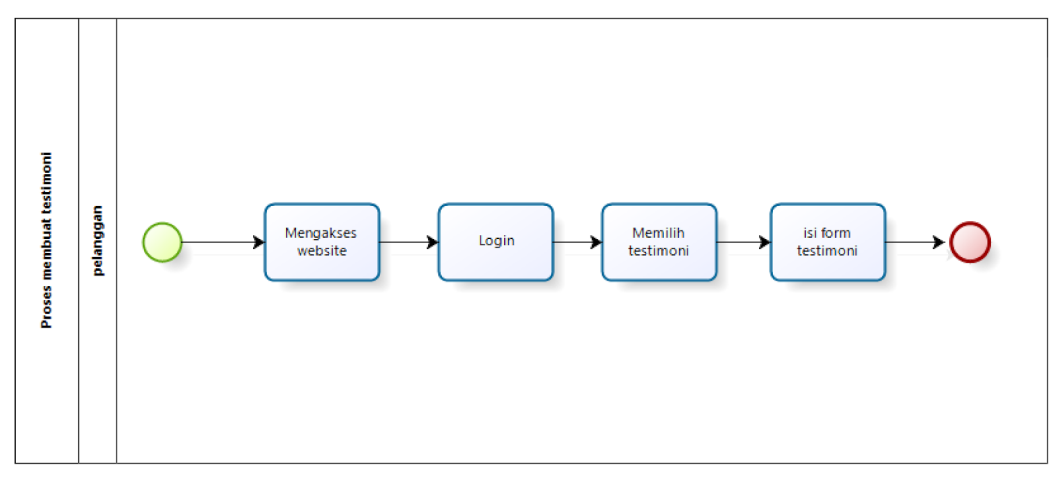 Proses membuat testimoni
pelanggan
Mengakses
website
Login
Memilih
testimoni
isi form
testimoni